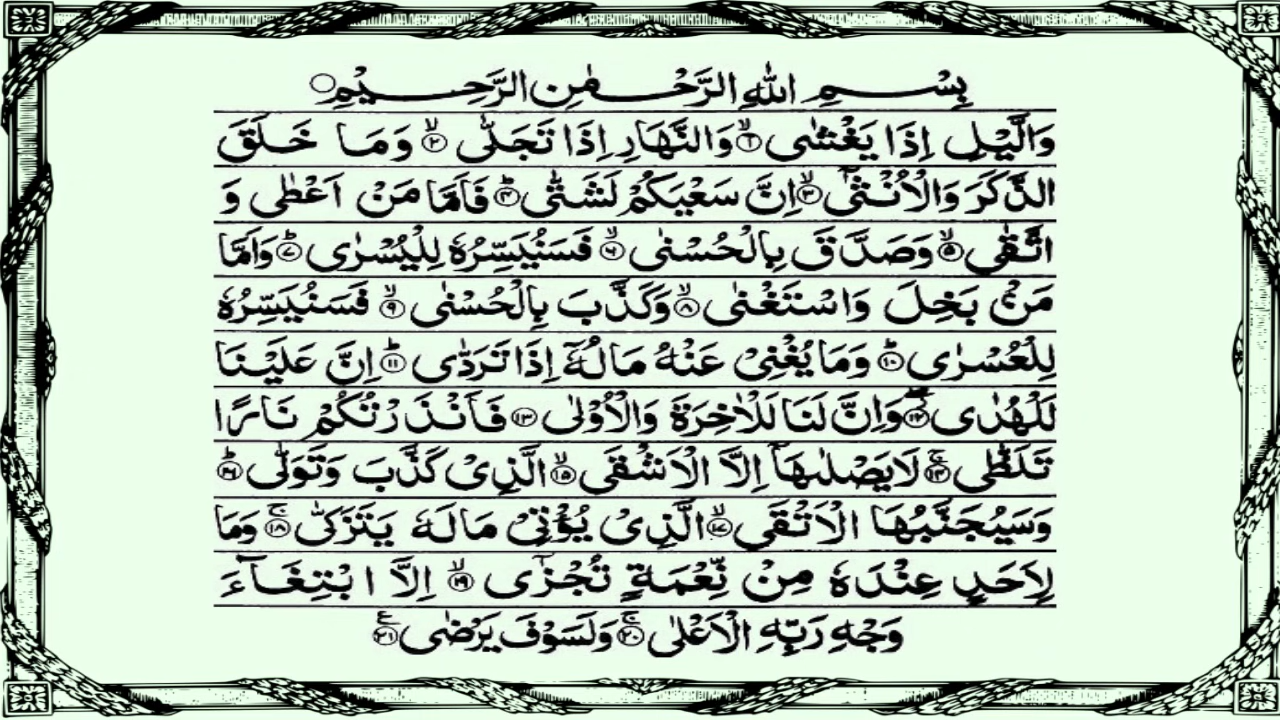 بِسْمِ اللهِ الرَّحْمٰنِ الرَّحِيْمِ ○
وَالَّيْلِ اِذَا يَغْشٰى ۙ﴿۱﴾ وَالنَّهَارِ اِذَا تَجَلّٰى ۙ﴿۲﴾ وَمَا خَلَقَ
الذَّكَرَ وَالْاُنْثٰىٓ ۙ﴿۳﴾ اِنَّ سَعْيَكُمْ لَشَتّٰى ؕ﴿۴﴾ فَاَمَّا مَنْ اَعْطٰى وَ
اتَّقٰى ۙ﴿۵﴾ وَصَدَّقَ بِالْحُسْنٰى ۙ﴿۶﴾ فَسَنُيَسِّرُهٗ لِلْيُسْرٰى ؕ﴿۷﴾ وَاَمَّا
مَنْۢ بَخِلَ وَاسْتَغْنٰى ۙ﴿۸﴾ وَكَذَّبَ بِالْحُسْنٰى ۙ﴿۹﴾ فَسَنُيَسِّرُهٗ
لِلْعُسْرٰى ؕ﴿۱۰﴾ وَمَا يُغْنِيْ عَنْهُ مَالُهٗٓ اِذَا تَرَدّٰى ؕ﴿۱۱﴾ اِنَّ عَلَيْنَا
لَلْهُدٰى ۖ﴿۱۲﴾ وَاِنَّ لَنَا لَلْاٰخِرَةَ وَالْاُوْلٰى ﴿۱۳﴾ فَاَنْذَرْتُكُمْ نَارًا
تَلَظّٰى ۚ﴿۱۴﴾ لَا يَصْلٰىهَاۤ اِلَّا الْاَشْقَى ۙ﴿۱۵﴾ الَّذِيْ كَذَّبَ وَتَوَلّٰى ؕ﴿۱۶﴾
وَسَيُجَنَّبُهَا الْاَتْقَى ۙ﴿۱۷﴾ الَّذِيْ يُؤْتِيْ مَالَهٗ يَتَزَكّٰى ۚ﴿۱۸﴾ وَمَا
لِاَحَدٍ عِنْدَهٗ مِنْ نِّعْمَةٍ تُجْزٰٓى ۙ﴿۱۹﴾ اِلَّا ابْتِغَآءَ
وَجْهِ رَبِّهِ الْاَعْلٰى ۚ﴿۲۰﴾ وَلَسَوْفَ يَرْضٰى ﴿۲۱﴾ ع